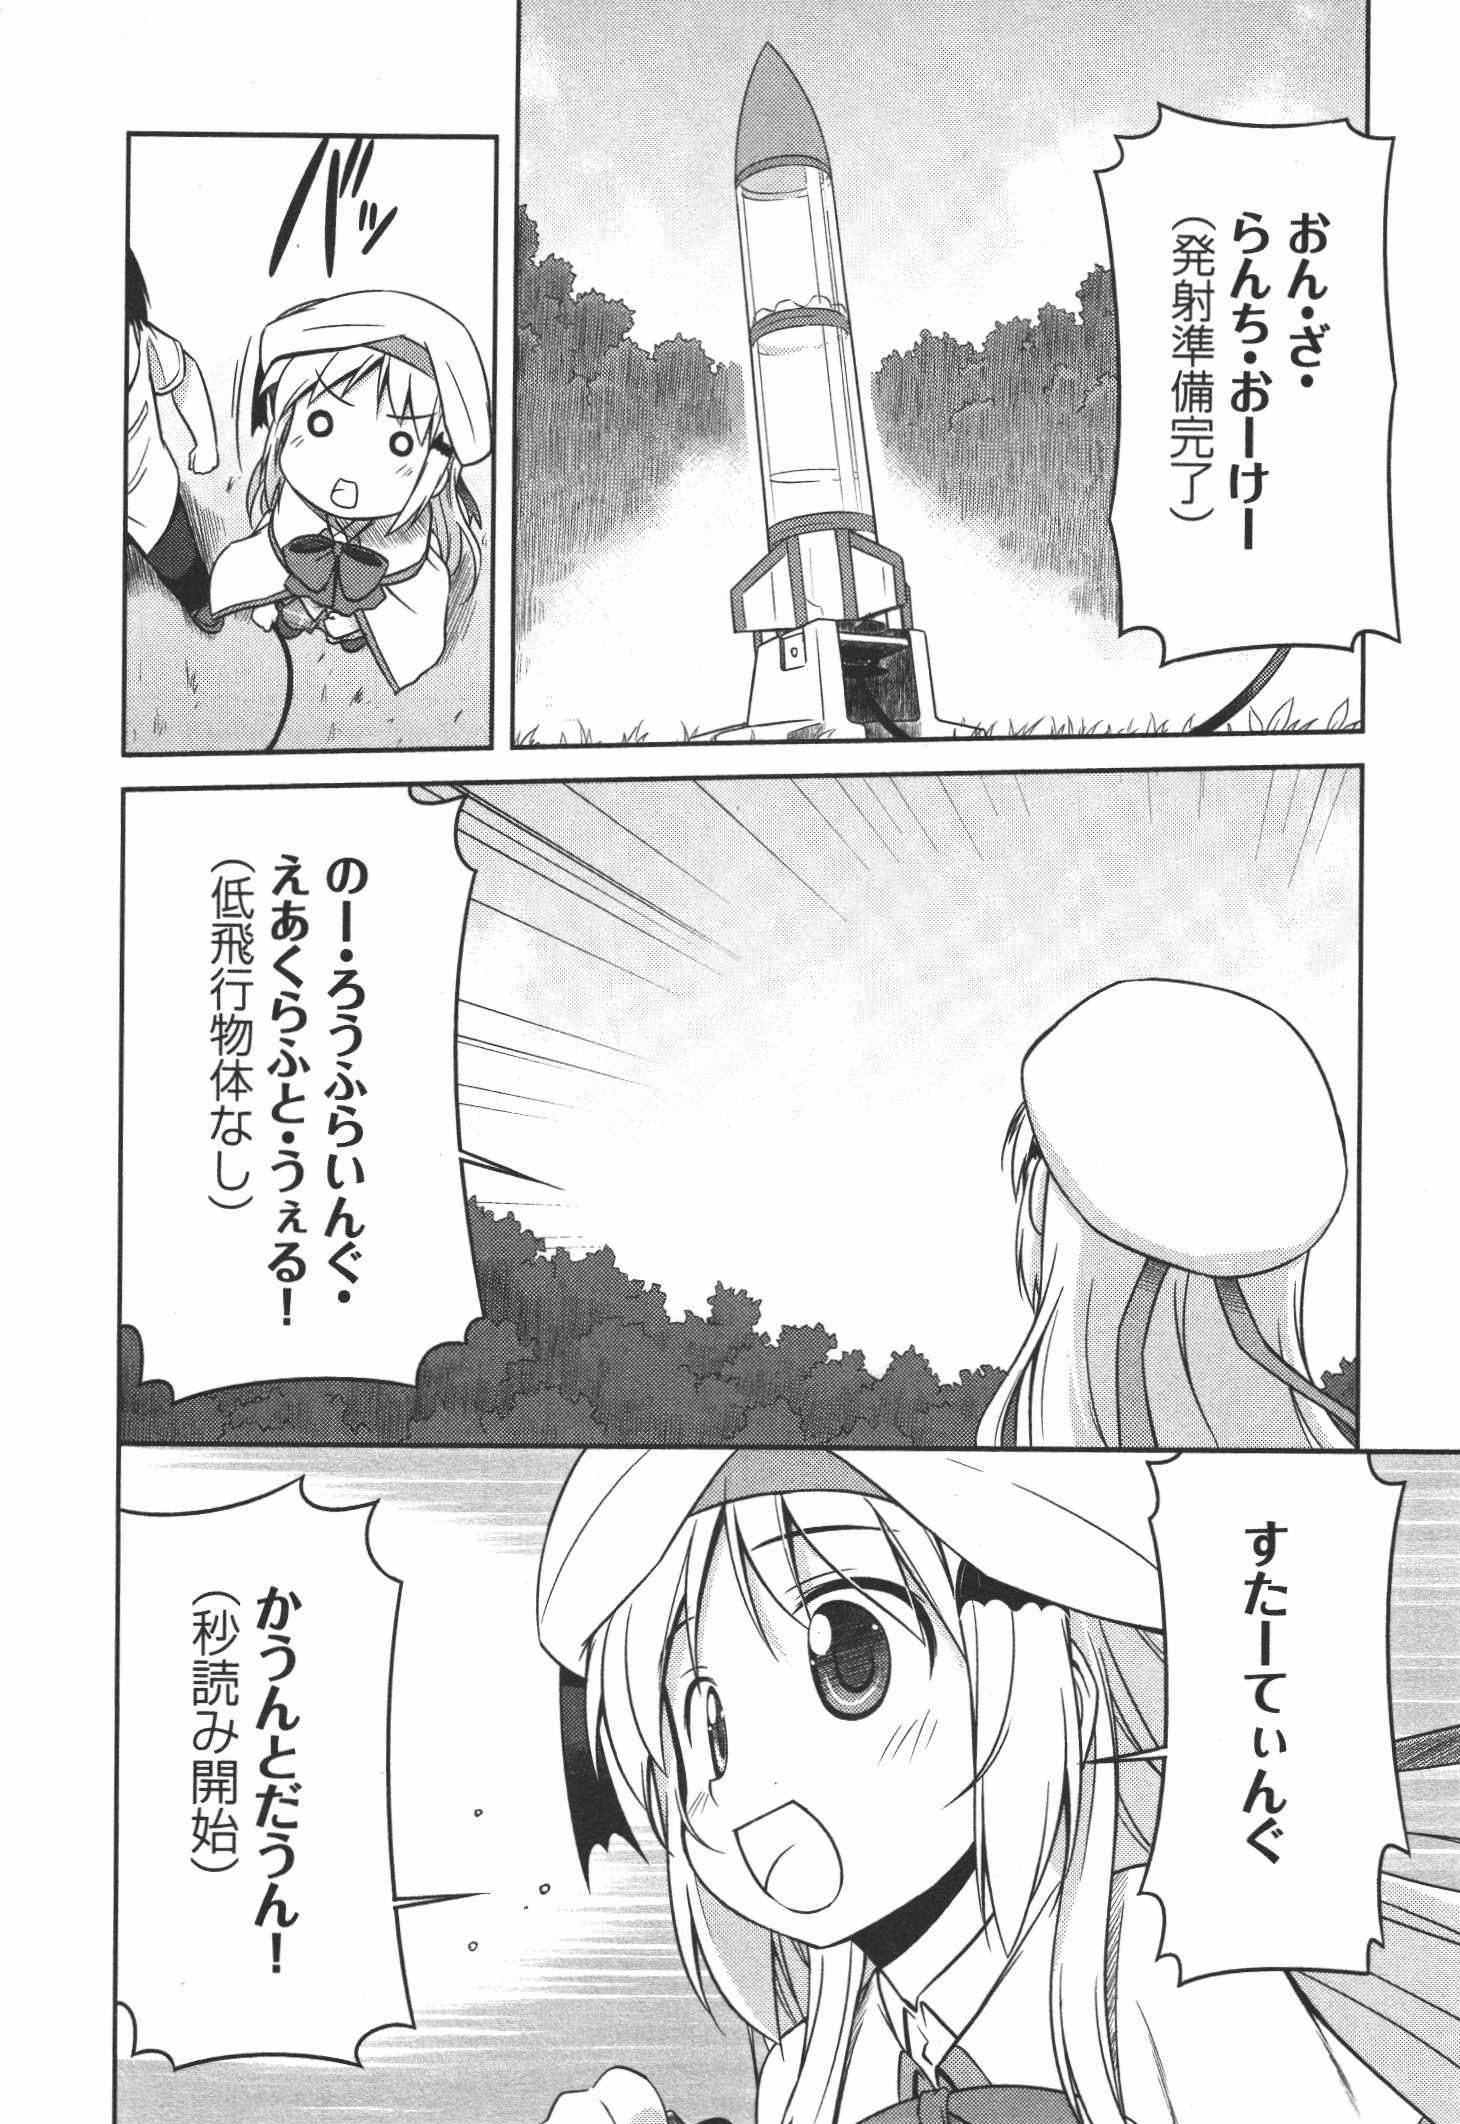 おん・ざ・
らんち・おーけー
（発射準備完了）
バッ
のー・ろうふらいんぐ・
えあくらふと・うぇる！
（低飛行物体なし）
すたーてぃんぐ
かうんとだうん！
（秒読み開始）